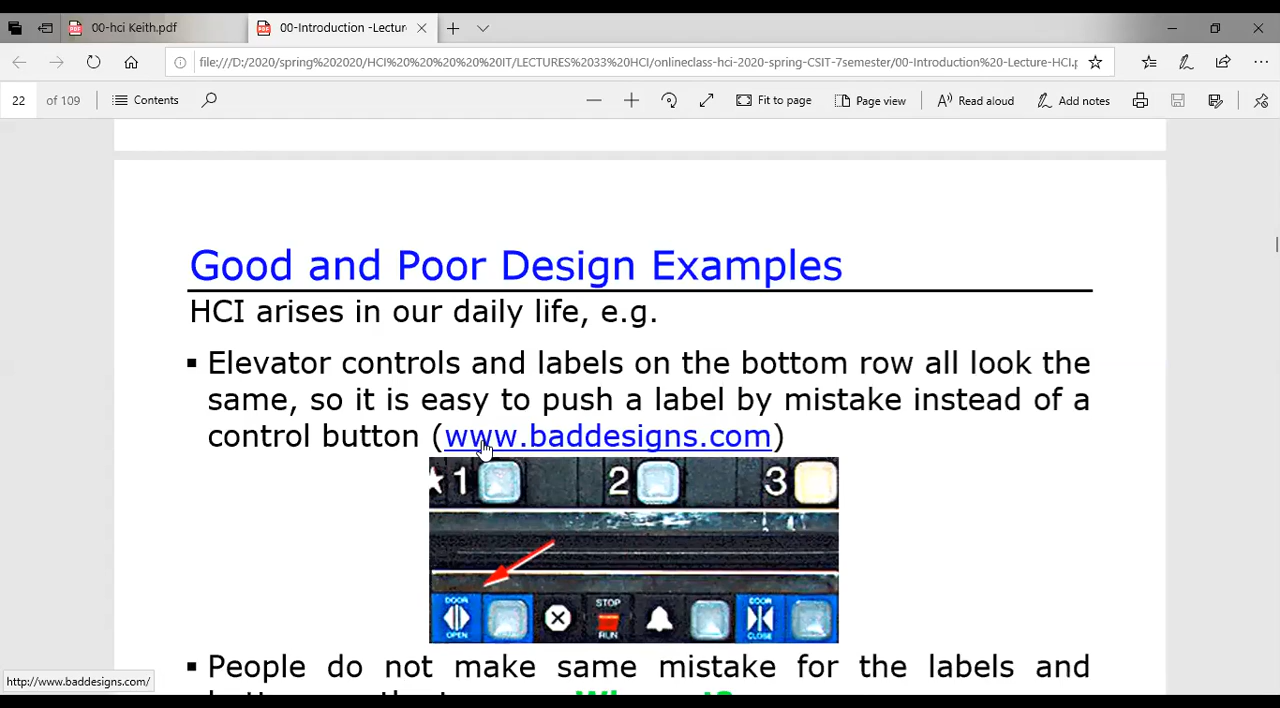 00-hci Keith.pdf
00-Introduction -Lectur
file:///D:/2020/spring%202020/HCI%20%20%20%20%20IT/LECTURES%2033%20HCI/onlineclass-hci-2020-spring-CSIT-7semester/00-Introduction%20-Lecture-HCI.p
22 of 109 Contents Fit to page Page view Read aloud Add notes
Good and Poor Design Examples
HCI arises in our daily life, e.g.
▪ Elevator controls and labels on the bottom row all look the
same, so it is easy to push a label by mistake instead of a
control button (www.baddesigns.com)
★1 2 3
DOOR OPEN
STOP RUN
DOOR CLOSE
▪ People do not make same mistake for the labels and
http://www.baddesigns.com/